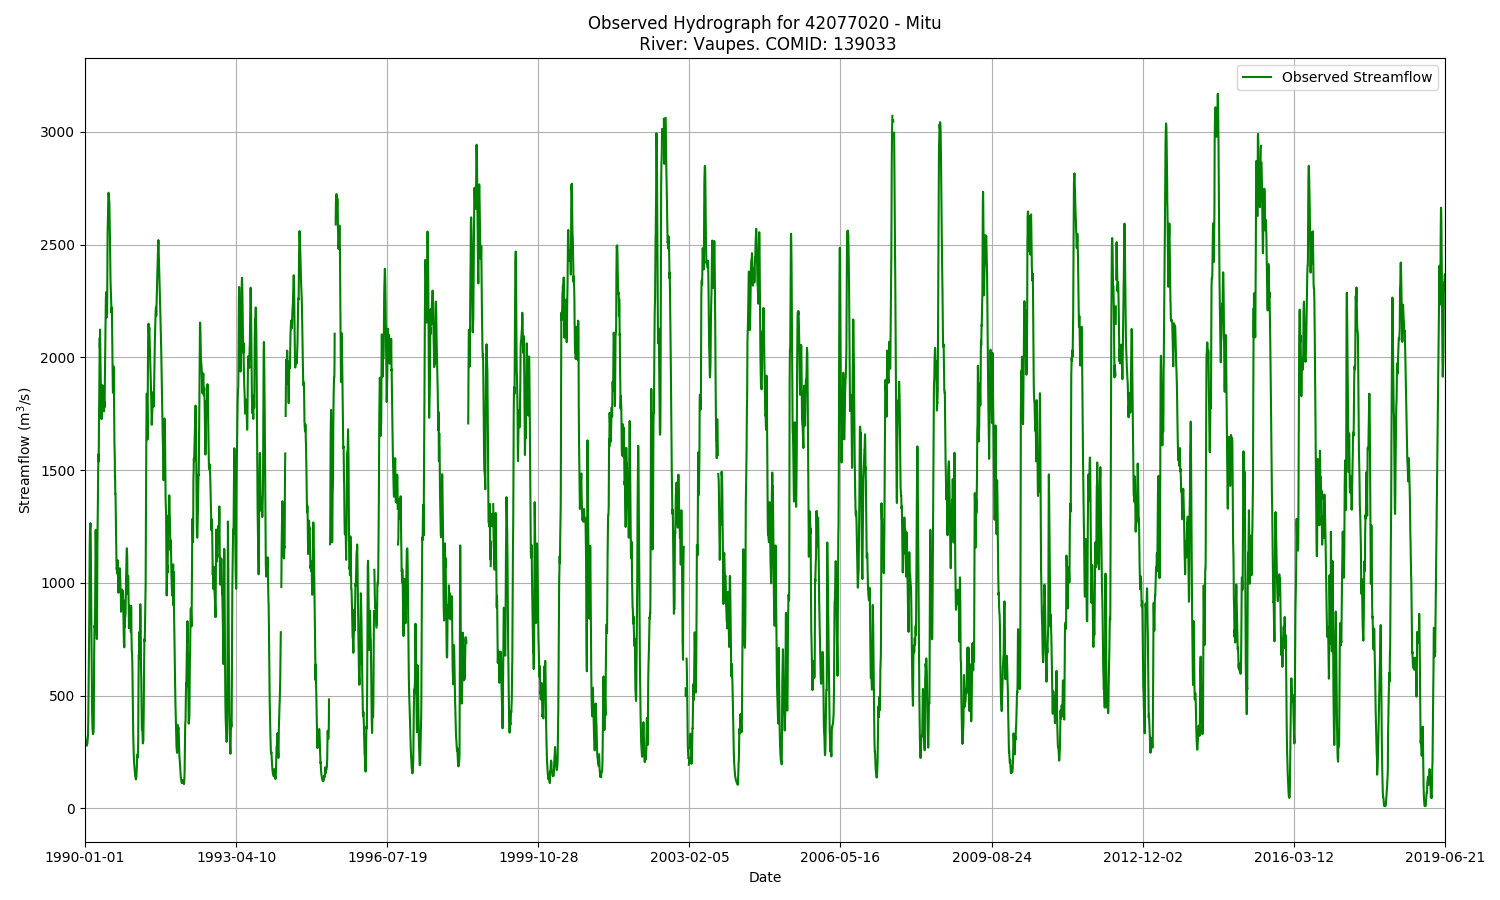 Observed Hydrograph for 42077020 - Mitu
River: Vaupes. COMID: 139033
Observed Streamflow
Streamflow (m³/s)
3000
2500
2000
1500
1000
500
0
1990-01-01 1993-04-10 1996-07-19 1999-10-28 2003-02-05 2006-05-16 2009-08-24 2012-12-02 2016-03-12 2019-06-21
Date